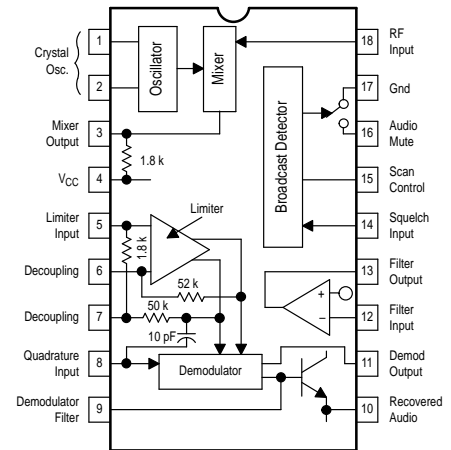 Crystal
Osc.
1
2
Oscillator
Mixer
18
RF
Input
17
Gnd
Mixer
Output
3
1.8 k
16
Audio
Mute
VCC
4
Broadcast Detector
15
Scan
Control
Limiter
Input
5
Limiter
1.8 k
14
Squelch
Input
Decoupling
6
52 k
13
Filter
Output
+
−
Decoupling
7
50 k
10 pF
12
Filter
Input
Quadrature
Input
8
Demodulator
11
Demod
Output
Demodulator
Filter
9
10
Recovered
Audio